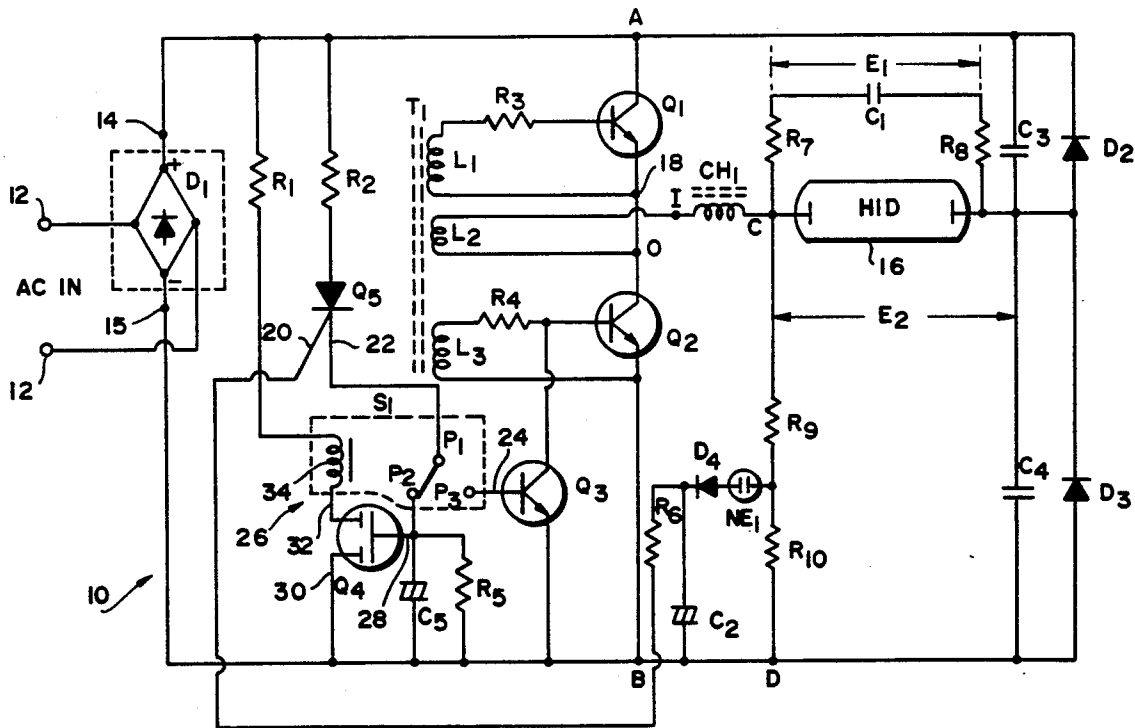 A
E₁
C₁
R₇
R₈
C₃
D₂
14
12
+
D₁
R₁
R₂
T₁
R₃
L₁
Q₁
18
CH₁
I
C
HID
16
L₂
O
AC IN
-
15
12
Q₅
20
22
R₄
L₃
Q₂
E₂
S₁
P₁
P₂
P₃
24
34
26
32
Q₃
R₉
D₄
NE₁
R₆
C₄
D₃
10
30
Q₄
28
C₅
R₅
C₂
R₁₀
B
D